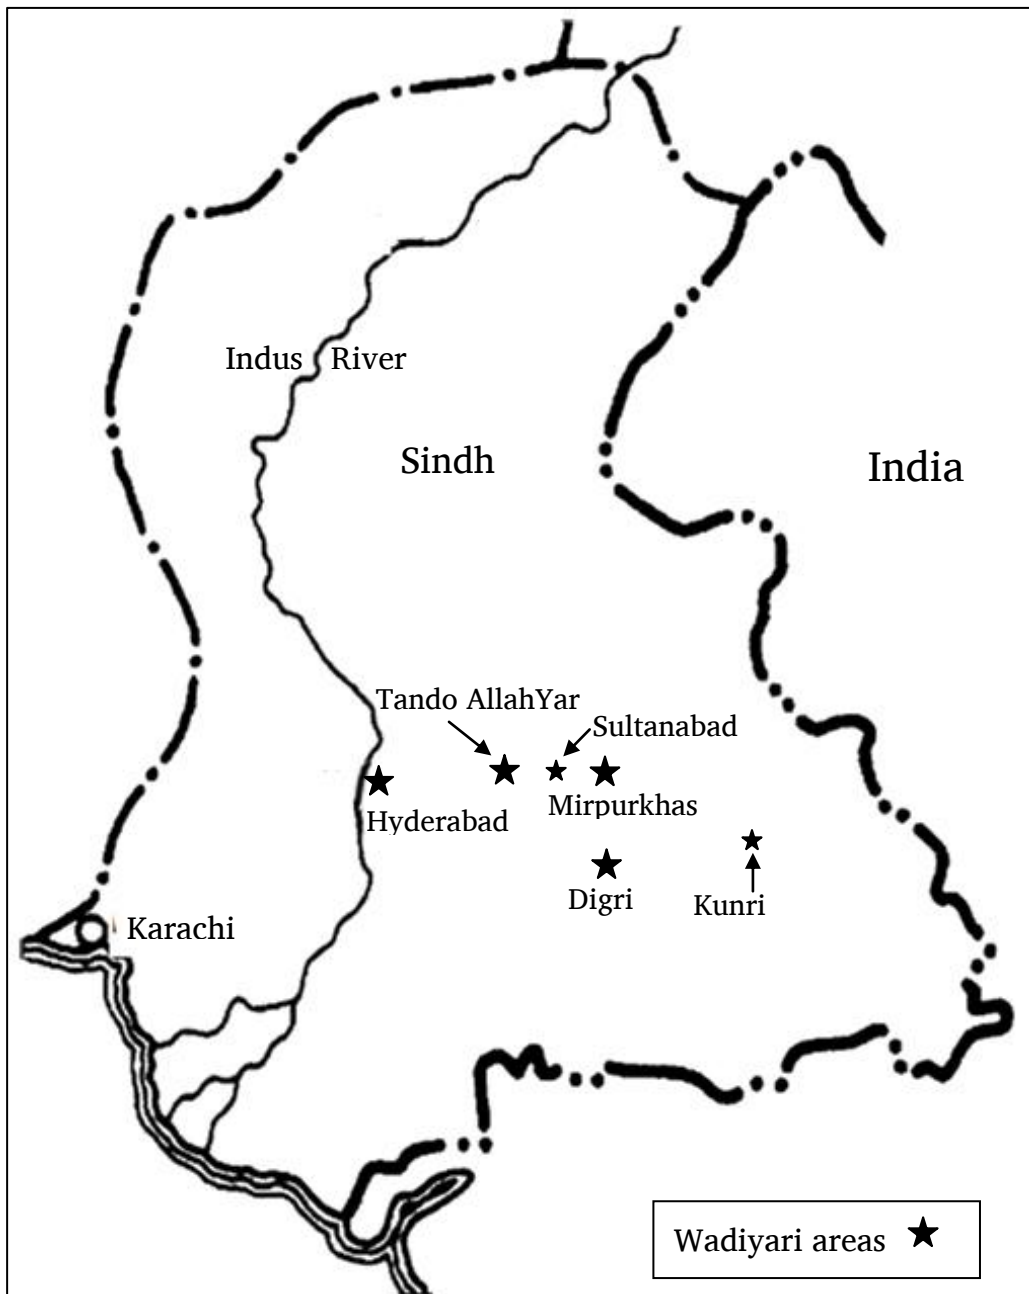 Indus River
Sindh
India
Tando AllahYar
Sultanabad
Hyderabad
Mirpurkhas
Digri
Kunri
Karachi
Wadiyari areas